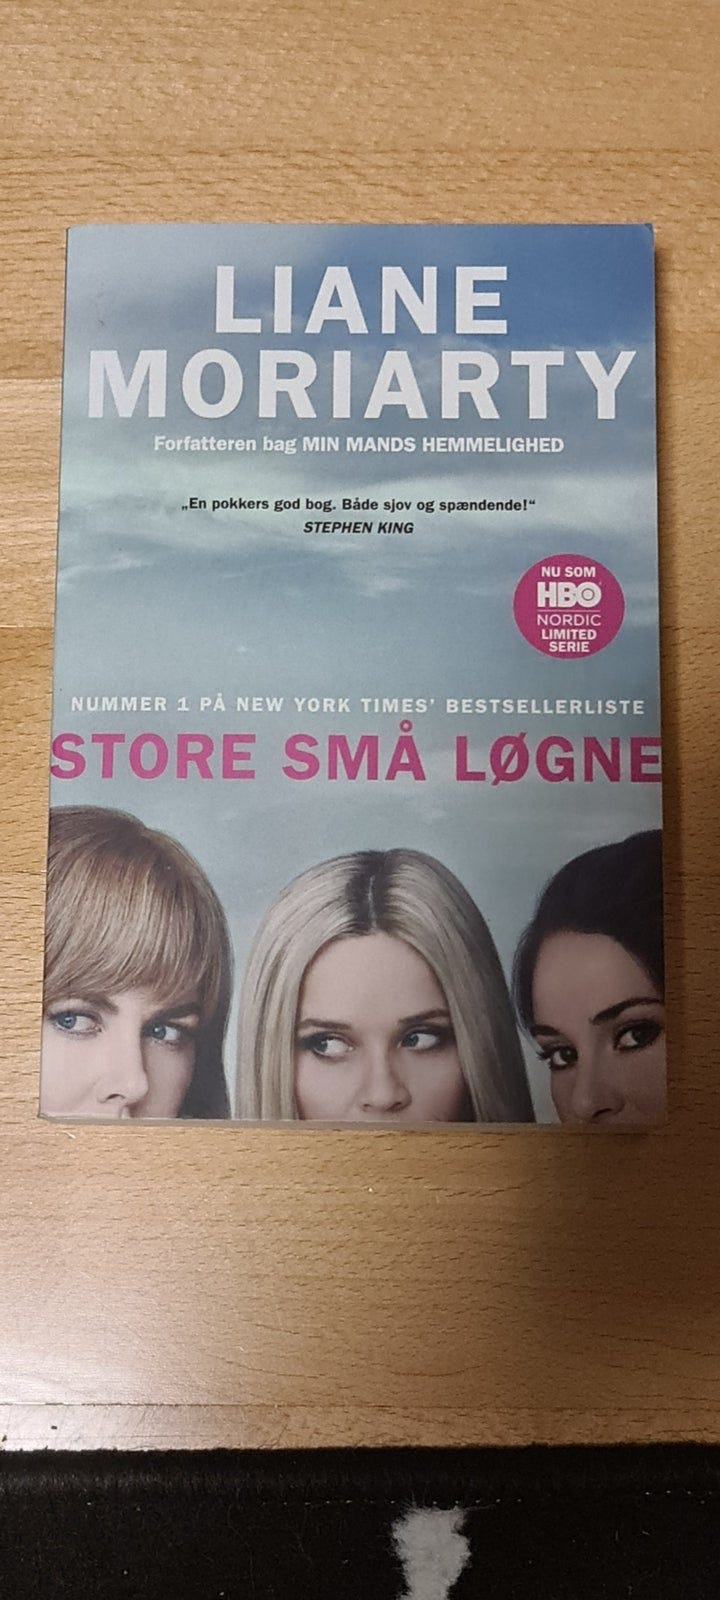 LIANE
MORIARTY
Forfatteren bag MIN MANDS HEMMELIGHED
„En pokkers god bog. Både sjov og spændende!“
STEPHEN KING
NU SOM
HBO
NORDIC
LIMITED
SERIE
NUMMER 1 PÅ NEW YORK TIMES' BESTSELLERLISTE
STORE SMÅ LØGNE